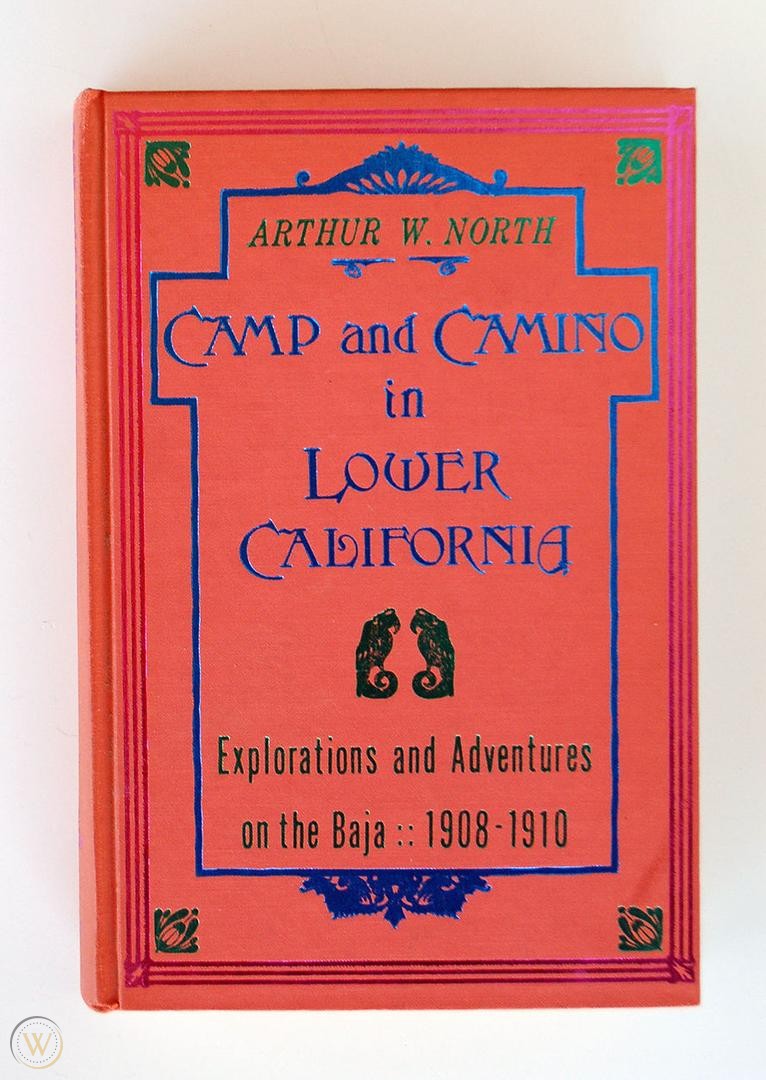 ARTHUR W. NORTH
CAMP and CAMINO
in
LOWER
CALIFORNIA
Explorations and Adventures
on the Baja :: 1908-1910
W